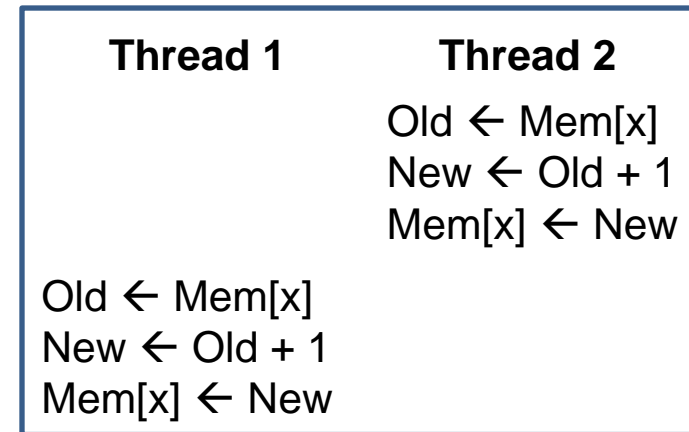 Thread 1 Thread 2
Old ← Mem[x]
New ← Old + 1
Mem[x] ← New
Old ← Mem[x]
New ← Old + 1
Mem[x] ← New